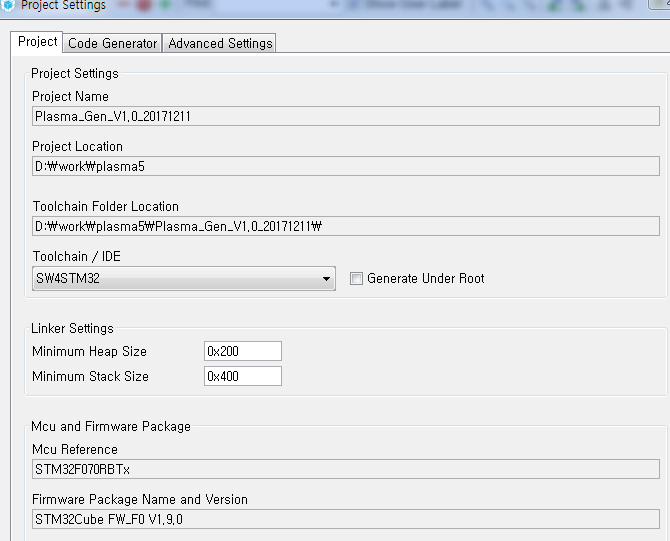 Project Settings
Show User Label
Project
Code Generator
Advanced Settings
Project Settings
Project Name
Plasma_Gen_V1.0_20171211
Project Location
D:₩work₩plasma5
Toolchain Folder Location
D:₩work₩plasma5₩Plasma_Gen_V1.0_20171211₩
Toolchain / IDE
SW4STM32
Generate Under Root
Linker Settings
Minimum Heap Size
0x200
Minimum Stack Size
0x400
Mcu and Firmware Package
Mcu Reference
STM32F070RBTx
Firmware Package Name and Version
STM32Cube FW_F0 V1.9.0